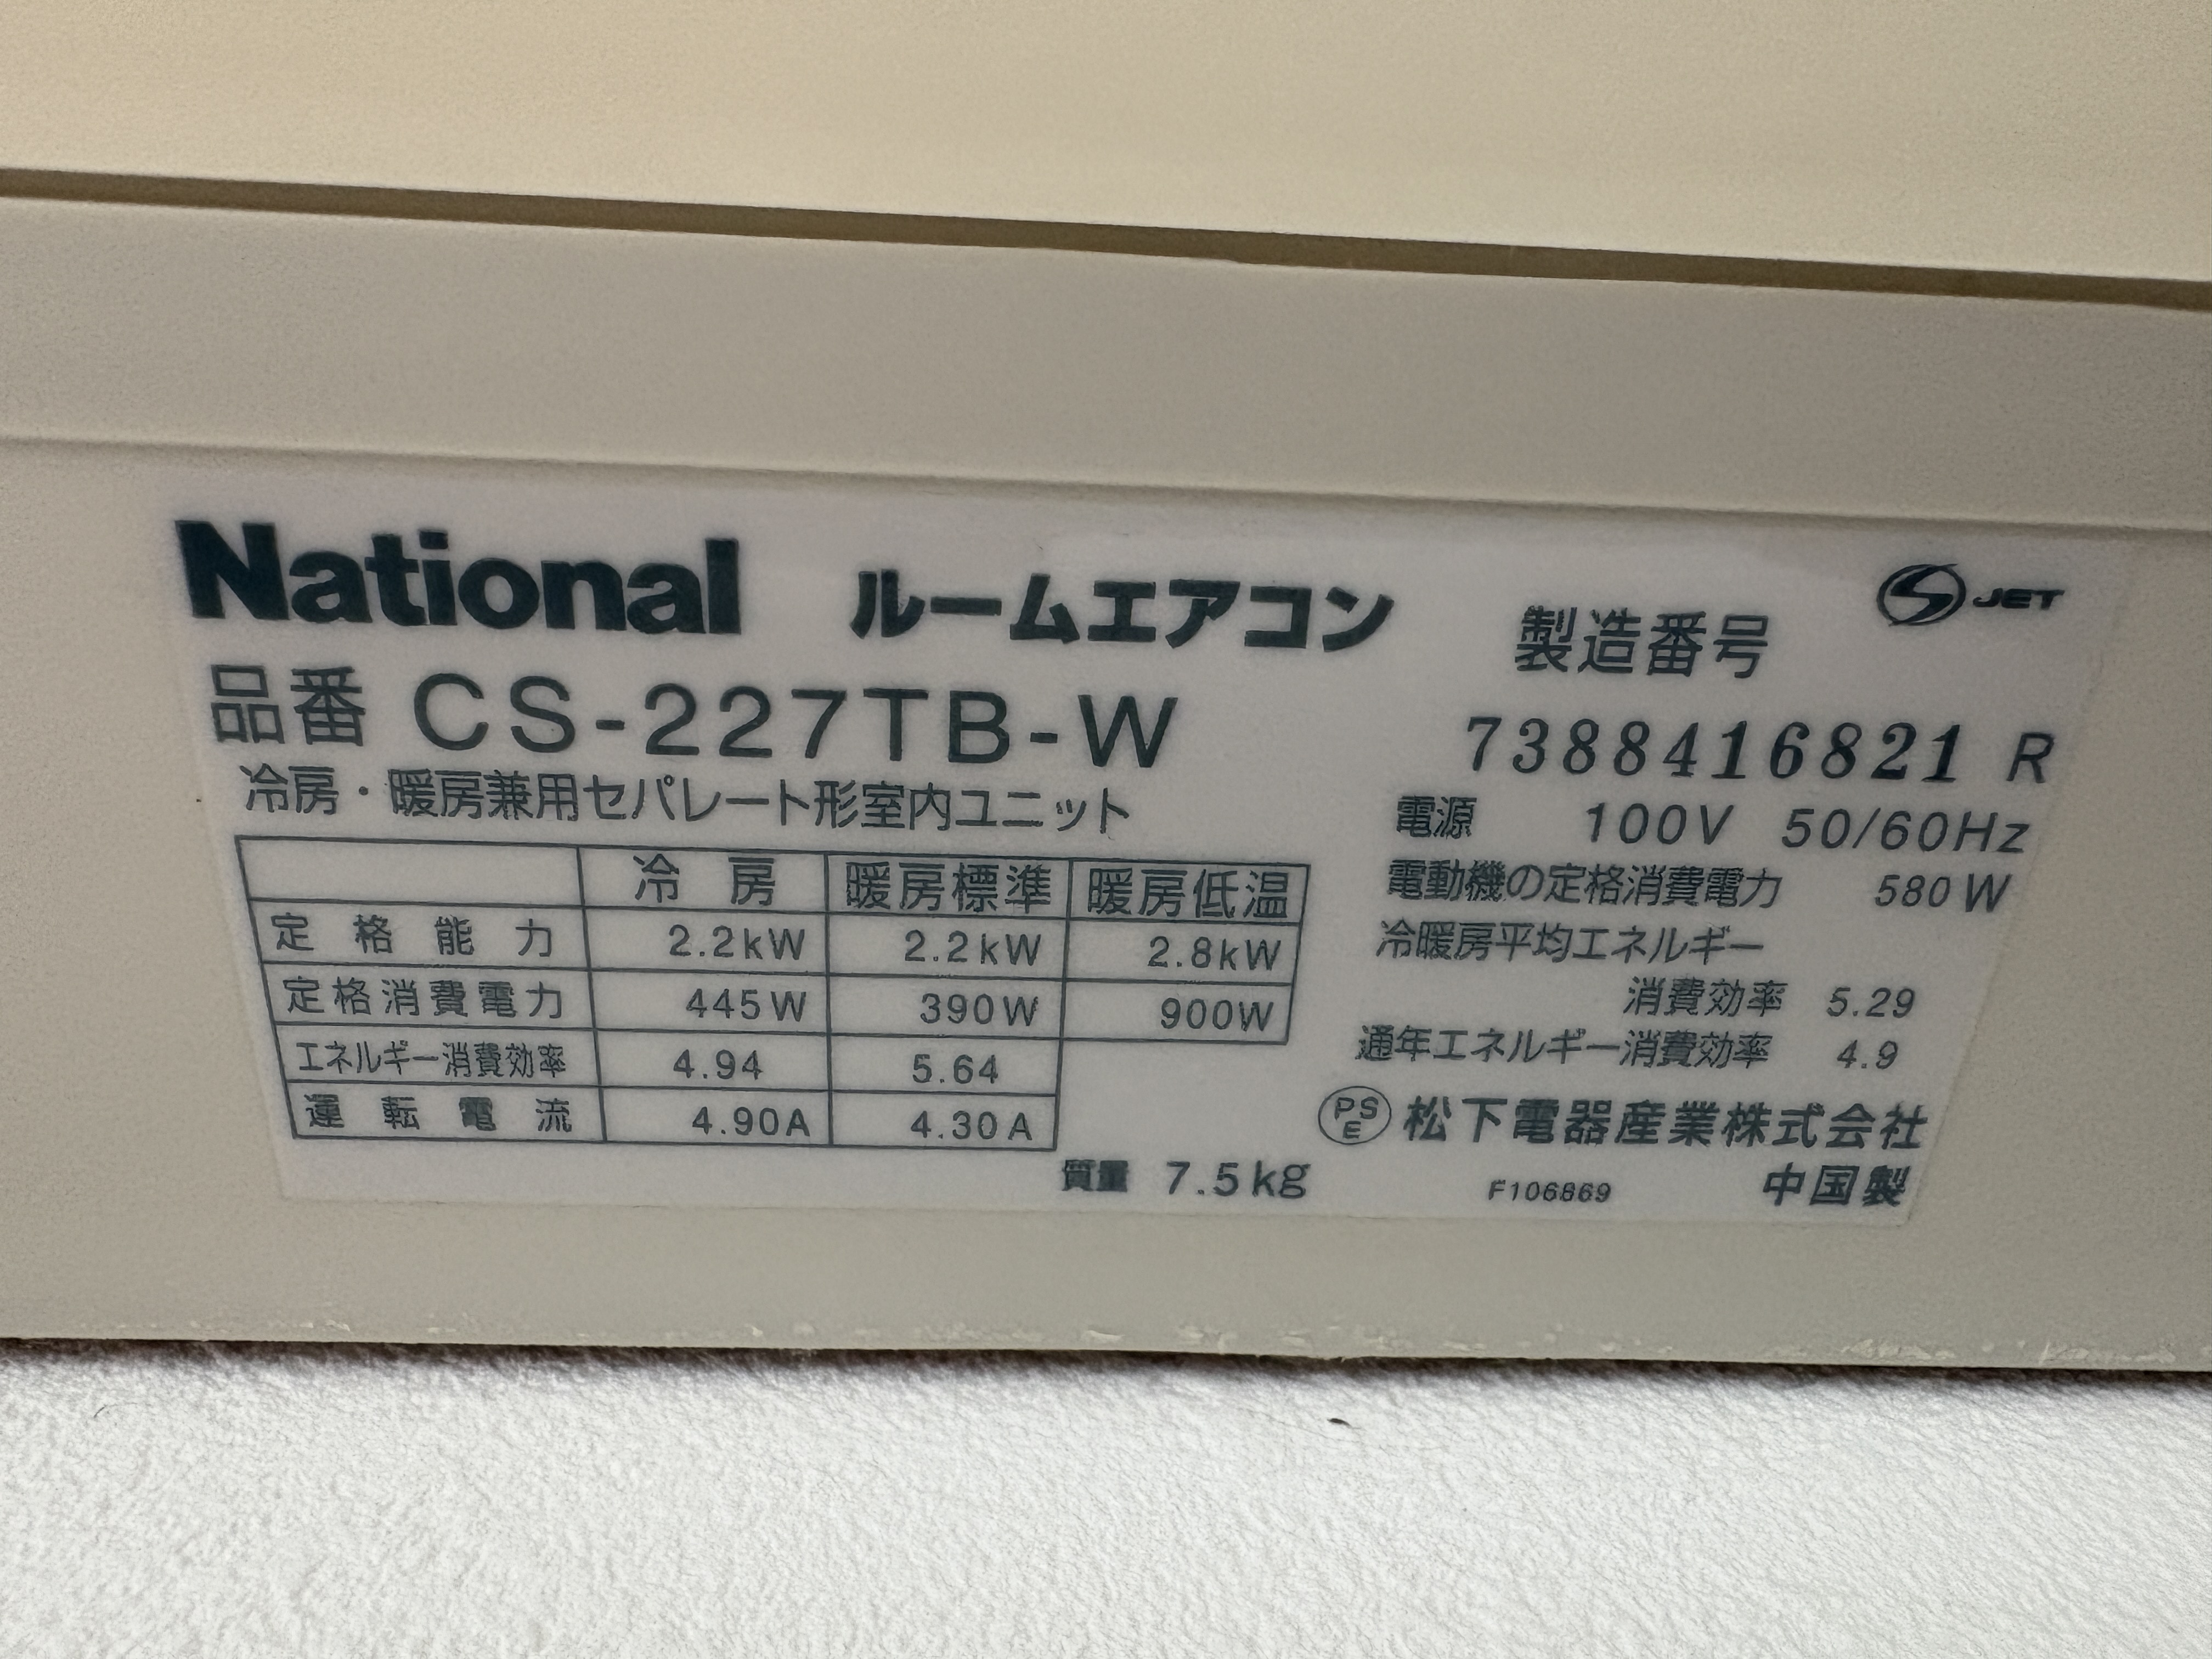 National ルームエアコン
品番 CS-227TB-W
冷房・暖房兼用セパレート形室内ユニット
冷房 暖房標準 暖房低温
定格能力 2.2kW 2.2kW 2.8kW
定格消費電力 445W 390W 900W
エネルギー消費効率 4.94 5.64
運転電流 4.90A 4.30A
質量 7.5kg
S JET
製造番号
7388416821 R
電源 100V 50/60Hz
電動機の定格消費電力 580W
冷暖房平均エネルギー
消費効率 5.29
通年エネルギー消費効率 4.9
PSE 松下電器産業株式会社
F106869 中国製